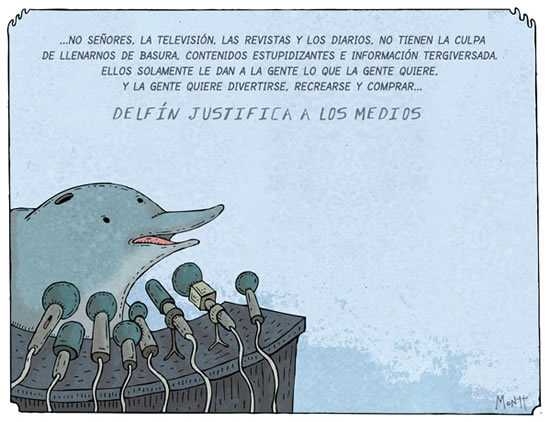 ...NO SEÑORES, LA TELEVISIÓN, LAS REVISTAS Y LOS DIARIOS, NO TIENEN LA CULPA
DE LLENARNOS DE BASURA, CONTENIDOS ESTUPIDIZANTES E INFORMACIÓN TERGIVERSADA.
ELLOS SOLAMENTE LE DAN A LA GENTE LO QUE LA GENTE QUIERE,
Y LA GENTE QUIERE DIVERTIRSE, RECREARSE Y COMPRAR...
DELFÍN JUSTIFICA A LOS MEDIOS
MONTT